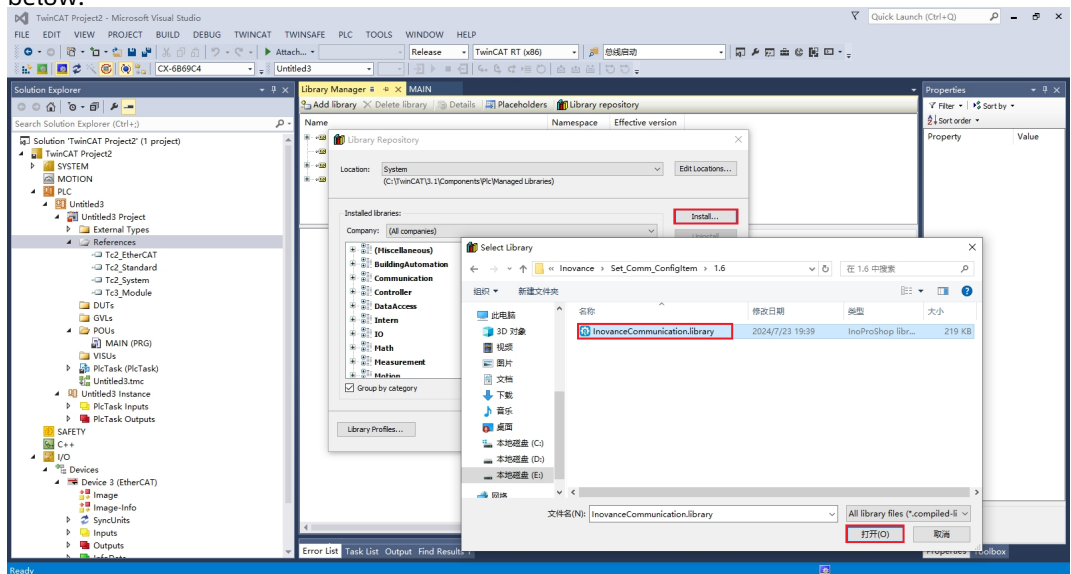 below.
TwinCAT Project2 - Microsoft Visual Studio
Quick Launch (Ctrl+Q)
FILE EDIT VIEW PROJECT BUILD DEBUG TWINCAT TWINSAFE PLC TOOLS WINDOW HELP
Attach... Release TwinCAT RT (x86) 总线启动
CX-6B69C4 Untitled3
Solution Explorer
Search Solution Explorer (Ctrl+;)
Solution 'TwinCAT Project2' (1 project)
TwinCAT Project2
SYSTEM
MOTION
PLC
Untitled3
Untitled3 Project
External Types
References
Tc2_EtherCAT
Tc2_Standard
Tc2_System
Tc3_Module
DUTs
GVLs
POUs
MAIN (PRG)
VISUs
PlcTask (PlcTask)
Untitled3.tmc
Untitled3 Instance
PlcTask Inputs
PlcTask Outputs
SAFETY
C++
I/O
Devices
Device 3 (EtherCAT)
Image
Image-Info
SyncUnits
Inputs
Outputs
Library Manager MAIN
Add library Delete library Details Placeholders Library repository
Name Namespace Effective version
Library Repository
Location: System Edit Locations...
(C:\TwinCAT\3.1\Components\Plc\Managed Libraries)
Installed libraries: Install...
Company: (All companies)
(Miscellaneous)
BuildingAutomation
Communication
Controller
DataAccess
Intern
IO
Math
Measurement
Motion
Group by category
Library Profiles...
Select Library
Inovance > Set_Comm_ConfigItem > 1.6 在 1.6 中搜索
组织 新建文件夹
名称 修改日期 类型 大小
InovanceCommunication.library 2024/7/23 19:39 InoProShop libr... 219 KB
此电脑
3D 对象
视频
图片
文档
下载
音乐
桌面
本地磁盘 (C:)
本地磁盘 (D:)
本地磁盘 (E:)
网络
文件名(N): InovanceCommunication.library All library files (*.compiled-li
打开(O) 取消
Properties
Filter Sort by
Sort order
Property Value
Error List Task List Output Find Results 1
Properties Toolbox
Ready